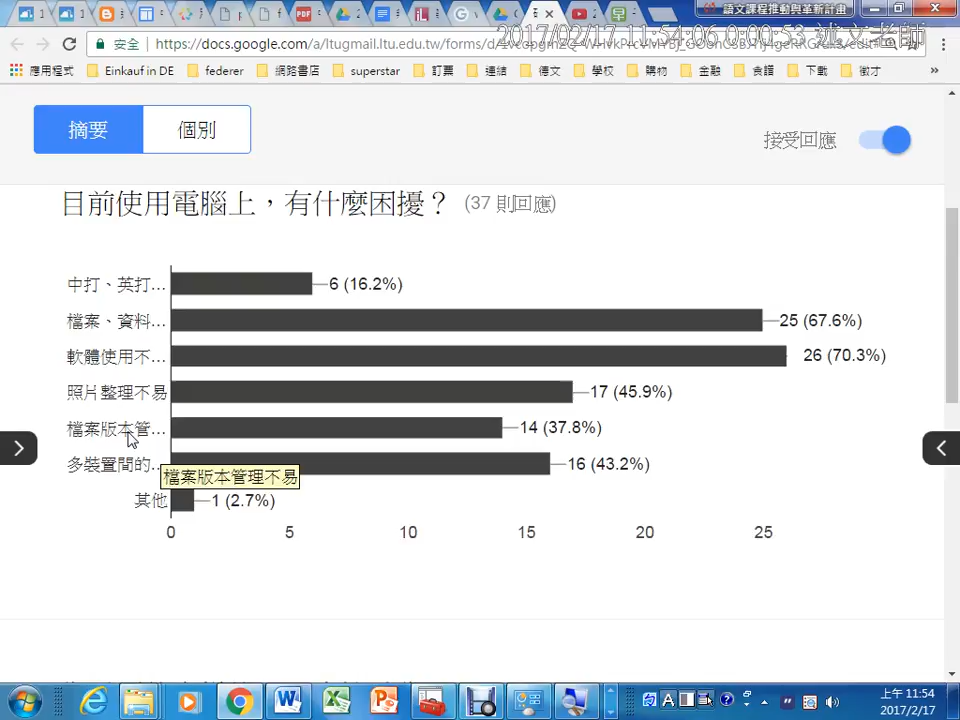 語文課程推動與革新計畫
安全
https://docs.google.com/a/ltugmail.ltu.edu.tw/forms/d/
2017/02/17 11:54:06 0:00:53 述文老師
應用程式
Einkauf in DE
federer
網路書店
superstar
訂票
連結
德文
學校
購物
金融
食譜
下載
徵才
»
摘要
個別
接受回應
目前使用電腦上，有什麼困擾？ (37 則回應)
中打、英打... 6 (16.2%)
檔案、資料... 25 (67.6%)
軟體使用不... 26 (70.3%)
照片整理不易 17 (45.9%)
檔案版本管... 14 (37.8%)
多裝置間的... 16 (43.2%)
檔案版本管理不易
其他 1 (2.7%)
0 5 10 15 20 25
上午 11:54
2017/2/17